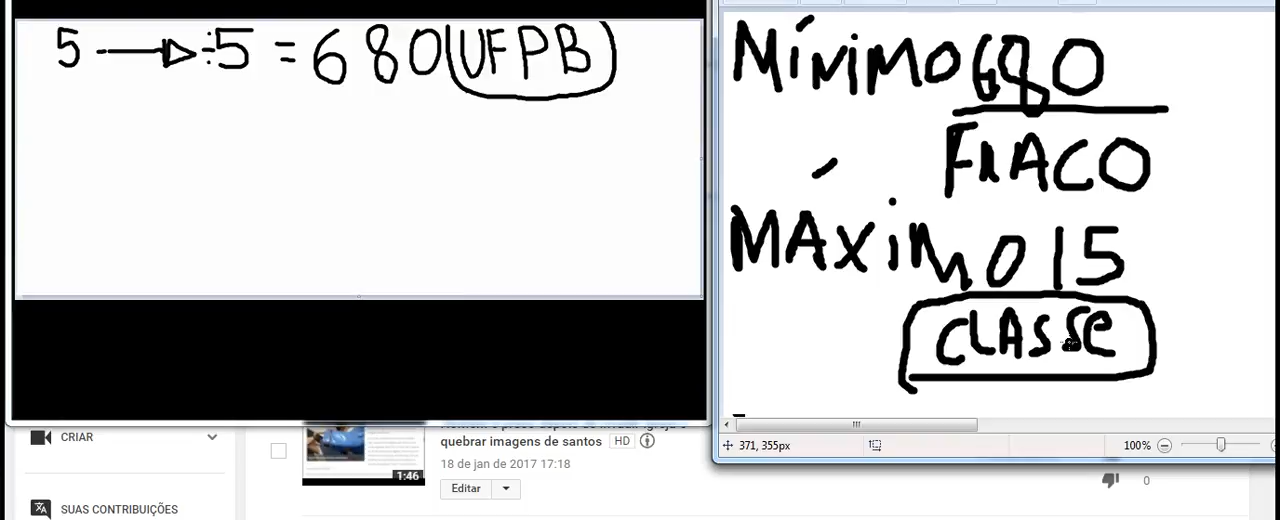 5 → ÷5 = 680 UFPB
MÍNIMO 680
FRACO
MÁXIMO 15
CLASSE
371, 355px
100%
CRIAR
quebrar imagens de santos HD
18 de jan de 2017 17:18
1:46
Editar
0
SUAS CONTRIBUIÇÕES